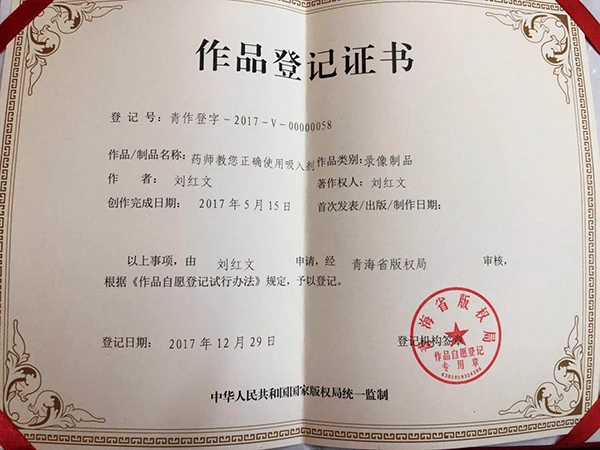 作品登记证书
登 记 号：青作登字-2017-V-00000058
作品/制品名称：药师教您正确使用吸入剂 作品类别：录像制品
作 者：刘红文 著作权人：刘红文
创作完成日期：2017年5月15日 首次发表/出版/制作日期：
以上事项，由 刘红文 申请，经 青海省版权局 审核，
根据《作品自愿登记试行办法》规定，予以登记。
登记日期：2017年12月29日 登记机构签章
青海省版权局
作品自愿登记
专用章
中华人民共和国国家版权局统一监制